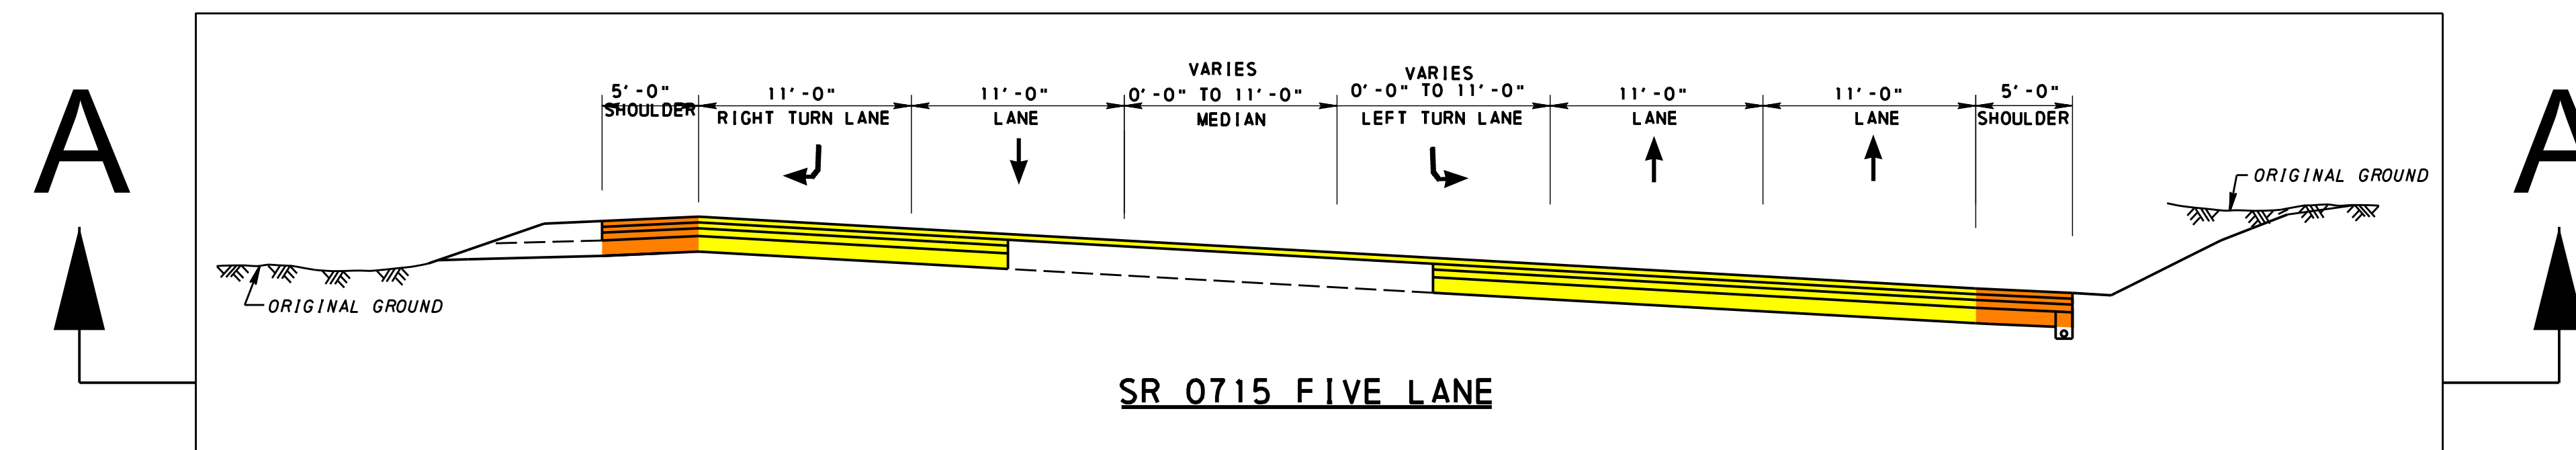 A
A
VARIES
VARIES
5'-0"
11'-0"
11'-0"
0'-0" TO 11'-0"
0'-0" TO 11'-0"
11'-0"
11'-0"
5'-0"
SHOULDER
RIGHT TURN LANE
LANE
MEDIAN
LEFT TURN LANE
LANE
LANE
SHOULDER
ORIGINAL GROUND
ORIGINAL GROUND
SR 0715 FIVE LANE